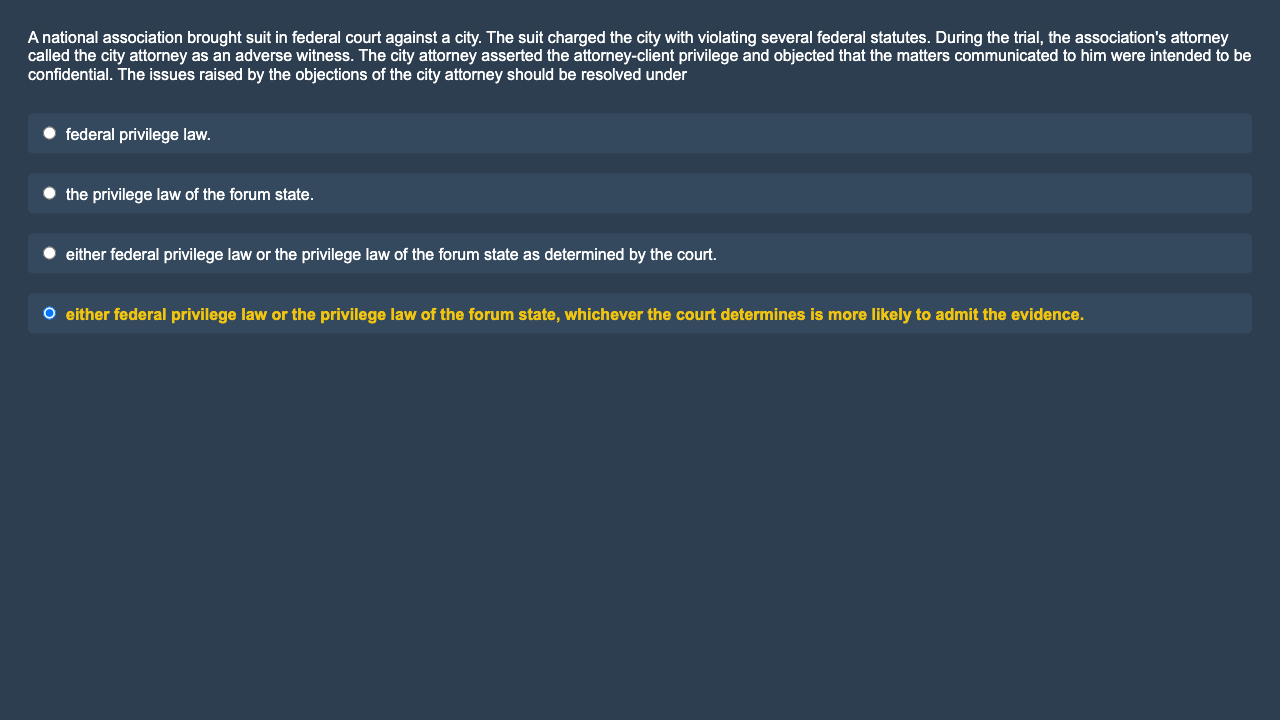 A national association brought suit in federal court against a city. The suit charged the city with violating several federal statutes. During the trial, the association's attorney
called the city attorney as an adverse witness. The city attorney asserted the attorney-client privilege and objected that the matters communicated to him were intended to be
confidential. The issues raised by the objections of the city attorney should be resolved under
federal privilege law.
the privilege law of the forum state.
either federal privilege law or the privilege law of the forum state as determined by the court.
either federal privilege law or the privilege law of the forum state, whichever the court determines is more likely to admit the evidence.